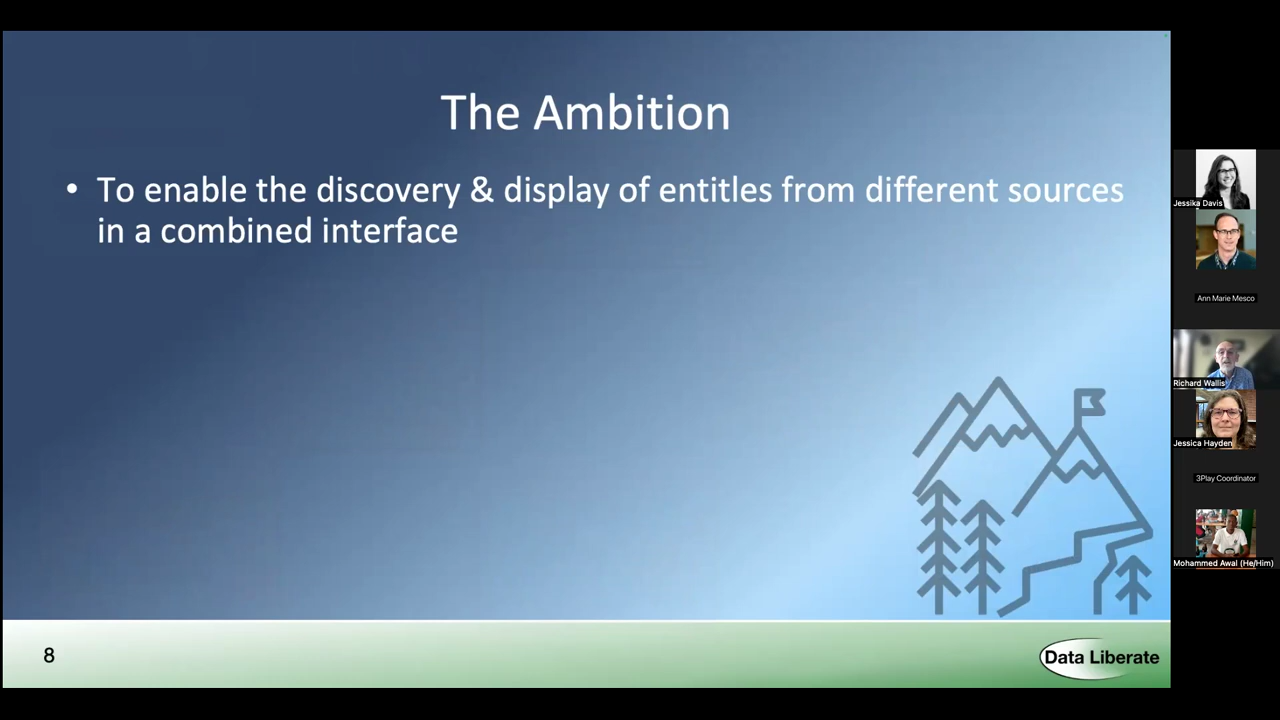 The Ambition
• To enable the discovery & display of entitles from different sources
in a combined interface
8
Data Liberate
Jessika Davis
Ann Marie Mesco
Richard Wallis
Jessica Hayden
3Play Coordinator
Mohammed Awal (He/Him)